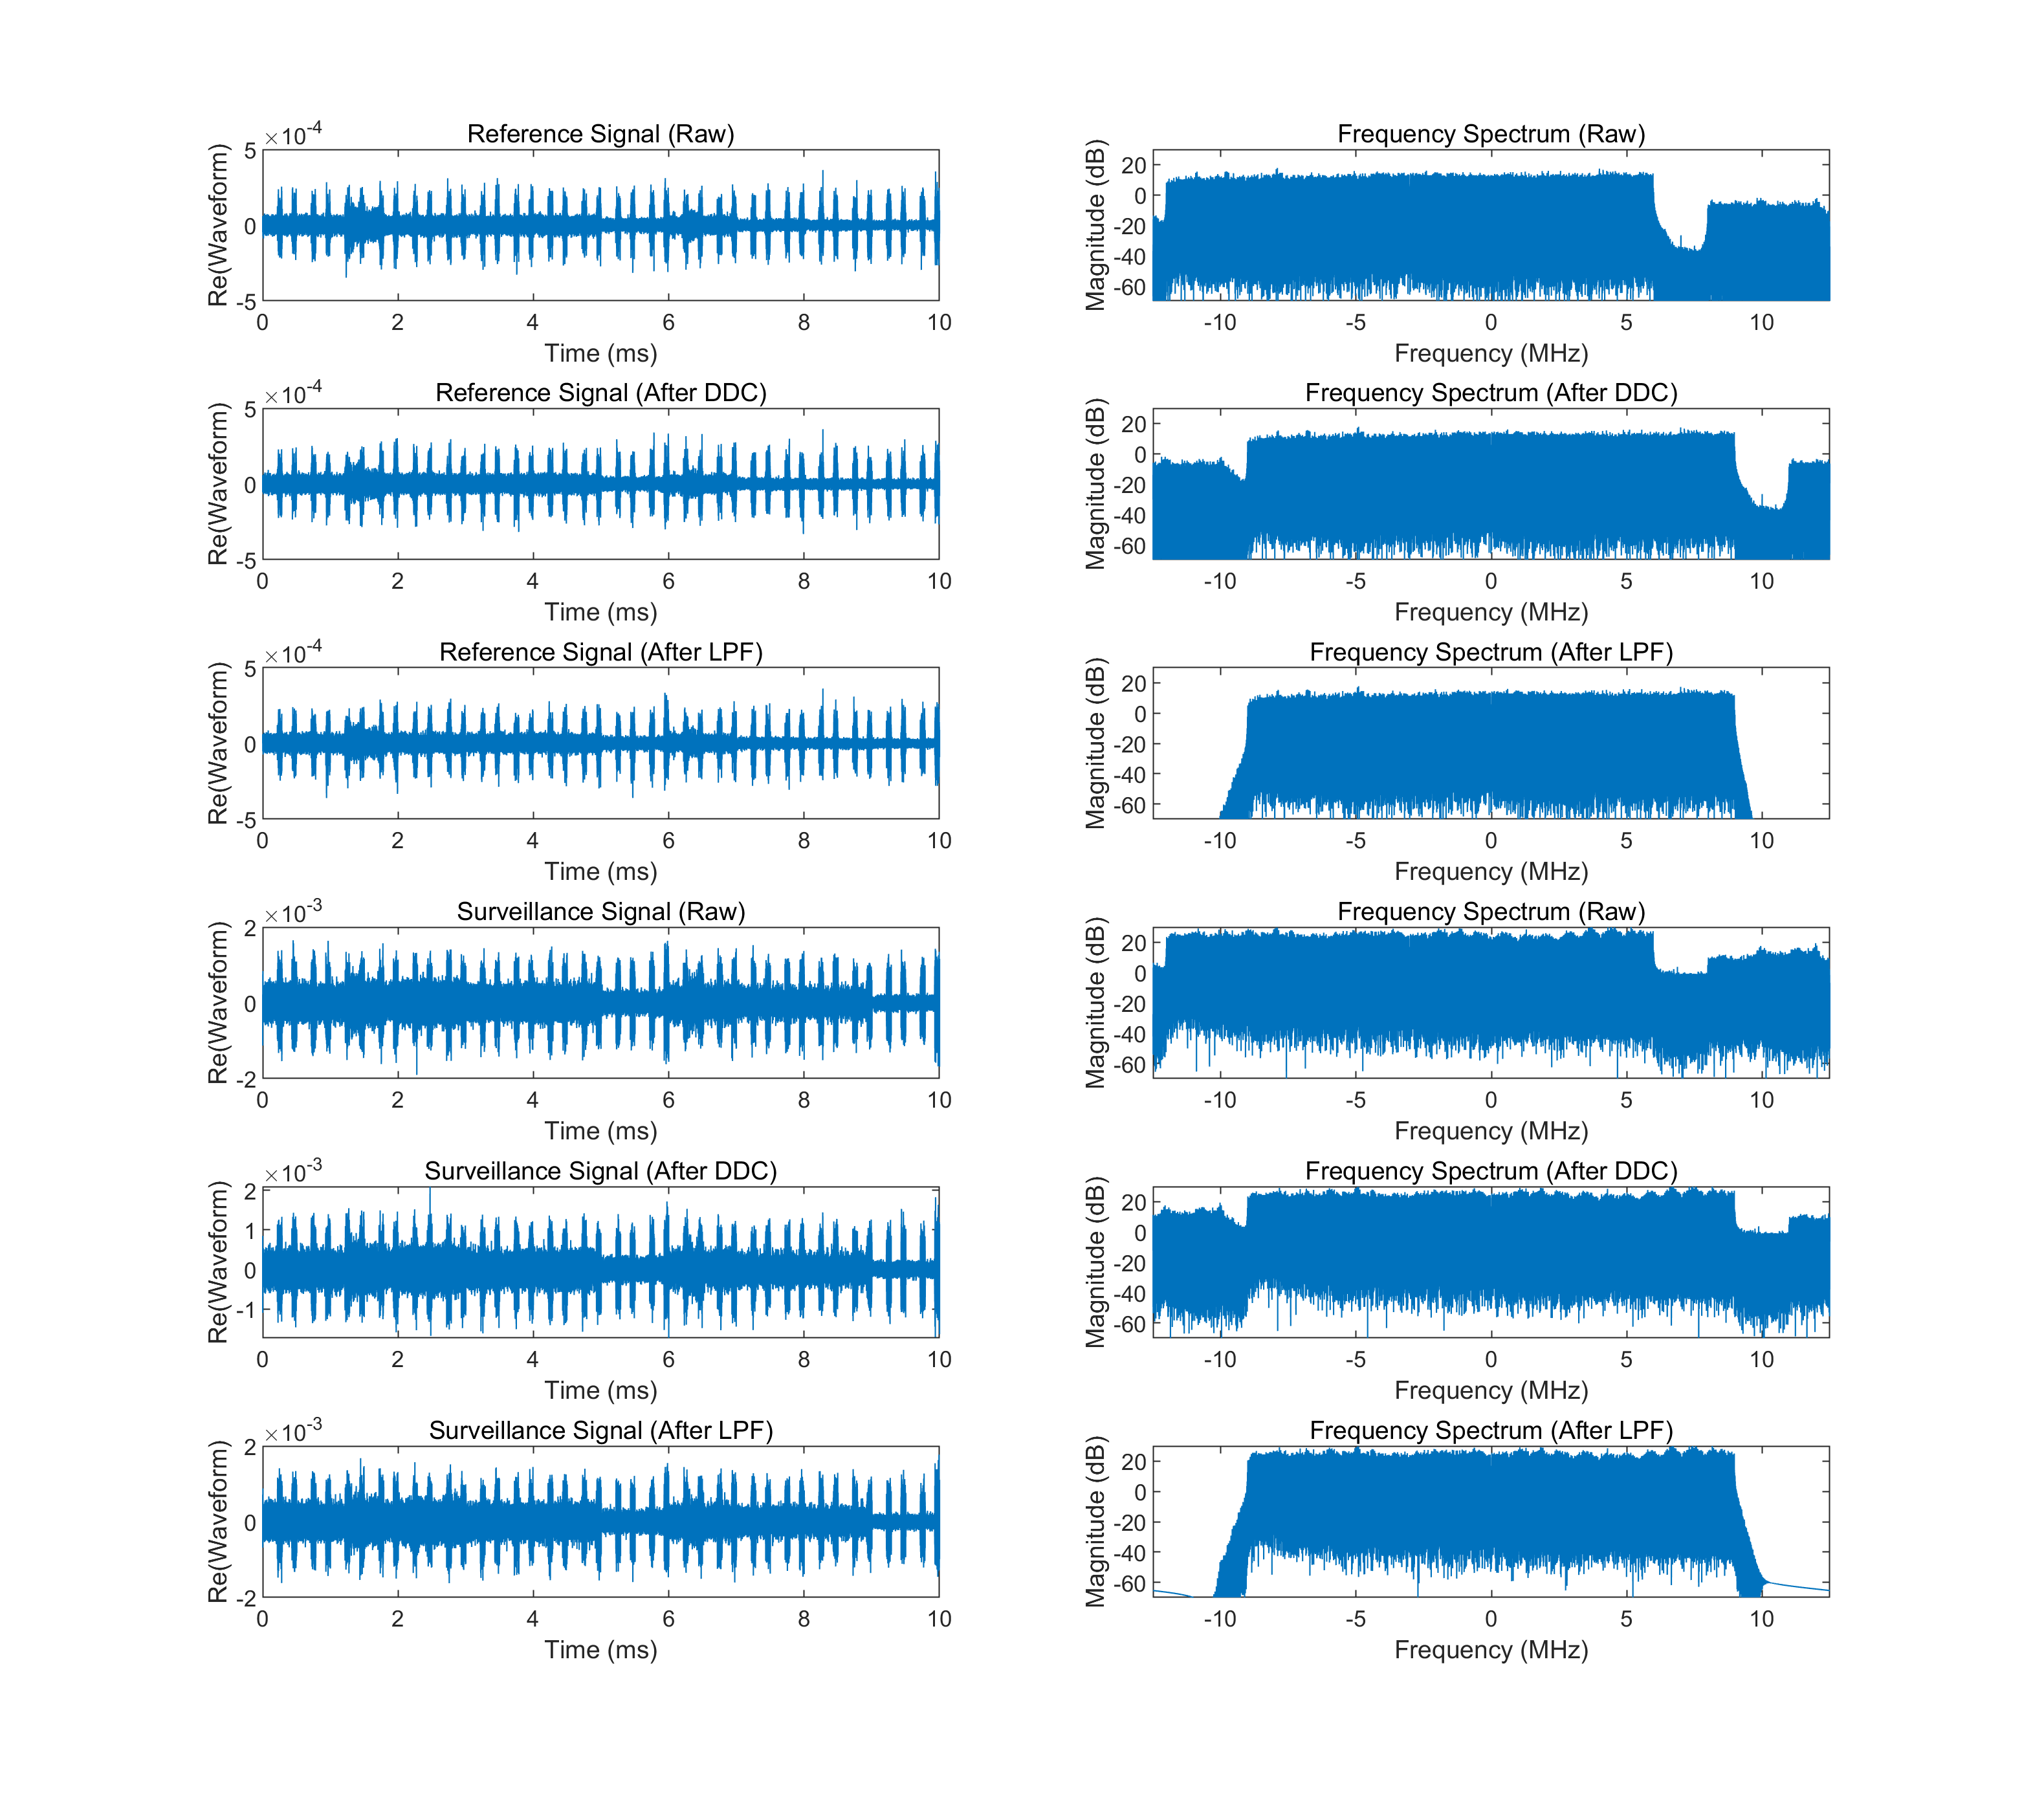 Reference Signal (Raw)
×10-4
5
0
-5
Re(Waveform)
0 2 4 6 8 10
Time (ms)
Frequency Spectrum (Raw)
20
0
-20
-40
-60
Magnitude (dB)
-10 -5 0 5 10
Frequency (MHz)
Reference Signal (After DDC)
×10-4
5
0
-5
Re(Waveform)
0 2 4 6 8 10
Time (ms)
Frequency Spectrum (After DDC)
20
0
-20
-40
-60
Magnitude (dB)
-10 -5 0 5 10
Frequency (MHz)
Reference Signal (After LPF)
×10-4
5
0
-5
Re(Waveform)
0 2 4 6 8 10
Time (ms)
Frequency Spectrum (After LPF)
20
0
-20
-40
-60
Magnitude (dB)
-10 -5 0 5 10
Frequency (MHz)
Surveillance Signal (Raw)
×10-3
2
0
-2
Re(Waveform)
0 2 4 6 8 10
Time (ms)
Frequency Spectrum (Raw)
20
0
-20
-40
-60
Magnitude (dB)
-10 -5 0 5 10
Frequency (MHz)
Surveillance Signal (After DDC)
×10-3
2
1
0
-1
Re(Waveform)
0 2 4 6 8 10
Time (ms)
Frequency Spectrum (After DDC)
20
0
-20
-40
-60
Magnitude (dB)
-10 -5 0 5 10
Frequency (MHz)
Surveillance Signal (After LPF)
×10-3
2
0
-2
Re(Waveform)
0 2 4 6 8 10
Time (ms)
Frequency Spectrum (After LPF)
20
0
-20
-40
-60
Magnitude (dB)
-10 -5 0 5 10
Frequency (MHz)